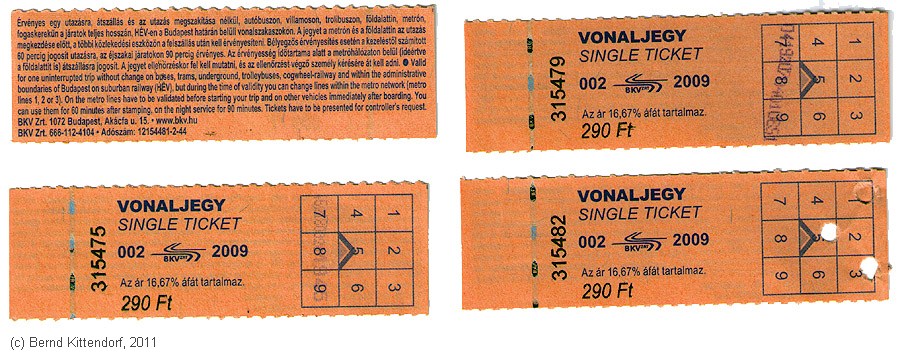 Érvényes egy utazásra, átszállás és az utazás megszakítása nélkül, autóbuszon, villamoson, trolibuszon, földalattin, metrón,
fogaskerekűn a járatok teljes hosszán, HÉV-en a Budapest határán belüli vonalszakaszokon. A jegyet a metrón és a földalattin az utazás
megkezdése előtt, a többi közlekedési eszközön a felszállás után kell érvényesíteni. Bélyegzős érvényesítés esetén a kezeléstől számított
60 percig jogosít utazásra, az éjszakai járatokon 90 percig érvényes. Az érvényességi időtartama alatt a metróhálózaton belül (ideértve
a földalattit is) átszállásra jogosít. A jegyet ellenőrzéskor fel kell mutatni, és az ellenőrzést végző személy kérésére át kell adni. ● Valid
for one uninterrupted trip without change on buses, trams, underground, trolleybuses, cogwheel-railway and within the administrative
boundaries of Budapest on suburban railway (HÉV), but during the time of validity you can change lines within the metro network (metro
lines 1, 2 or 3). On the metro lines have to be validated before starting your trip and on other vehicles immediately after boarding. You
can use them for 60 minutes after stamping, on the night service for 90 minutes. Tickets have to be presented for controller's request.
BKV Zrt. 1072 Budapest, Akácfa u. 15. • www.bkv.hu
BKV Zrt. 666-112-4104 • Adószám: 12154481-2-44
315479
VONALJEGY
SINGLE TICKET
002 BKV ZRT 2009
Az ár 16,67% áfát tartalmaz.
290 Ft
7 4 1
8 5 2
9 6 3
315475
VONALJEGY
SINGLE TICKET
002 BKV ZRT 2009
Az ár 16,67% áfát tartalmaz.
290 Ft
7 4 1
8 5 2
9 6 3
315482
VONALJEGY
SINGLE TICKET
002 BKV ZRT 2009
Az ár 16,67% áfát tartalmaz.
290 Ft
7 4 1
8 5 2
9 6 3
(c) Bernd Kittendorf, 2011